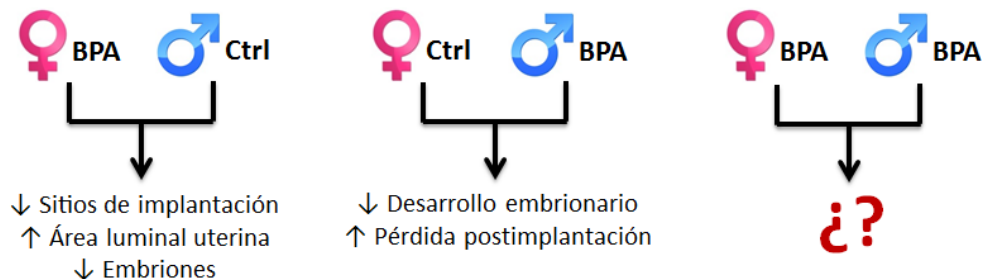 BPA Ctrl
Ctrl BPA
BPA BPA
↓ Sitios de implantación
↑ Área luminal uterina
↓ Embriones
↓ Desarrollo embrionario
↑ Pérdida postimplantación
¿?